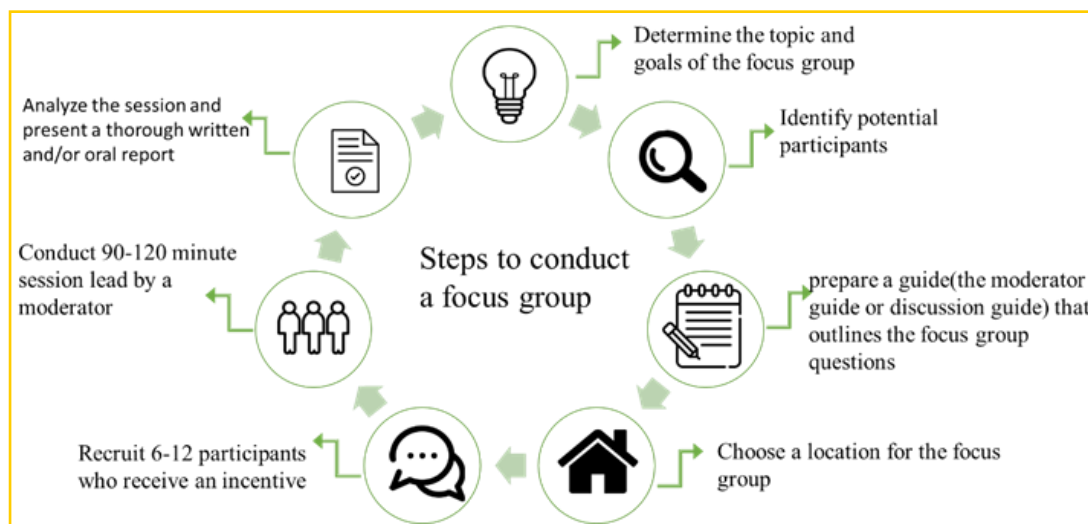 Determine the topic and
goals of the focus group
Identify potential
participants
prepare a guide(the moderator
guide or discussion guide) that
outlines the focus group
questions
Choose a location for the focus
group
Recruit 6-12 participants
who receive an incentive
Conduct 90-120 minute
session lead by a
moderator
Analyze the session and
present a thorough written
and/or oral report
Steps to conduct
a focus group